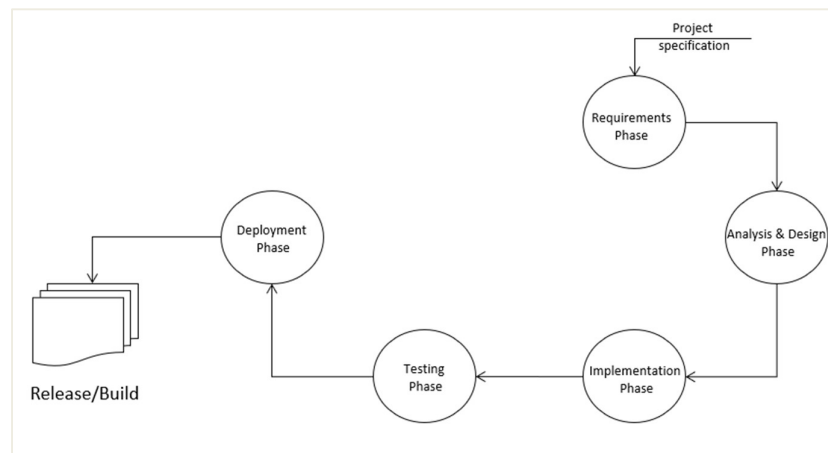 Project
specification
Requirements
Phase
Analysis & Design
Phase
Implementation
Phase
Testing
Phase
Deployment
Phase
Release/Build